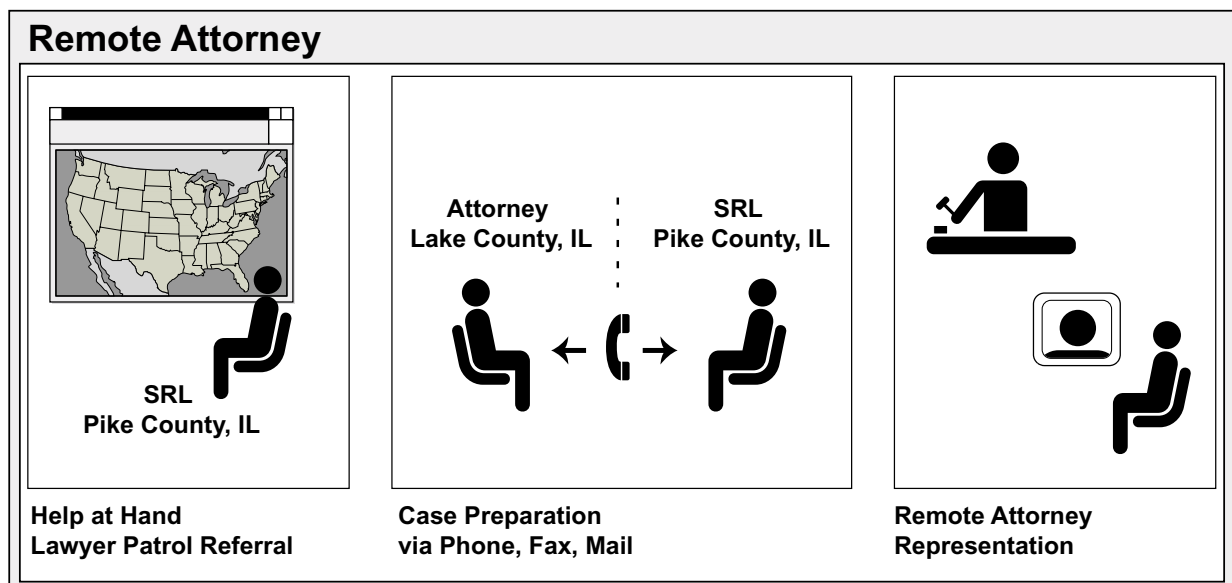 Remote Attorney
SRL
Pike County, IL
Help at Hand
Lawyer Patrol Referral
Attorney
Lake County, IL
SRL
Pike County, IL
Case Preparation
via Phone, Fax, Mail
Remote Attorney
Representation